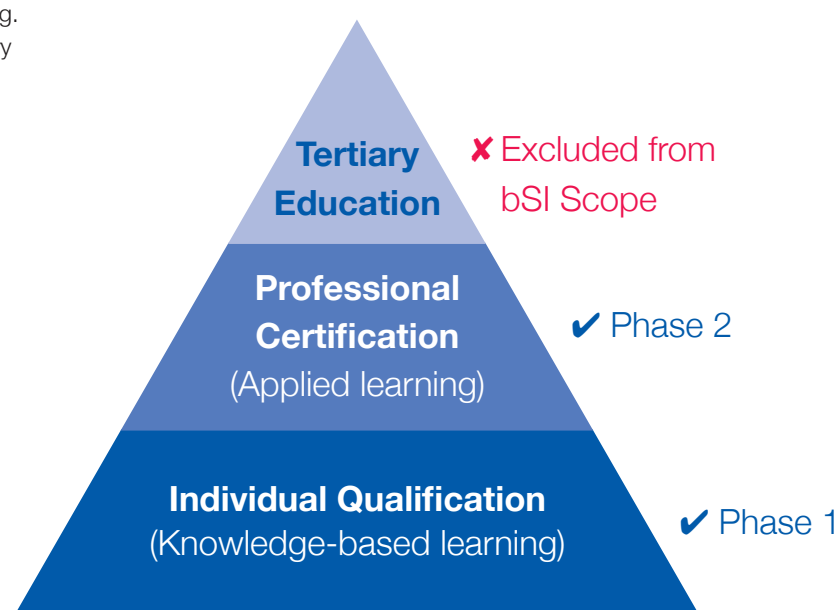 g.
y
Tertiary
Education
✘ Excluded from
bSI Scope
Professional
Certification
(Applied learning)
✔ Phase 2
Individual Qualification
(Knowledge-based learning)
✔ Phase 1